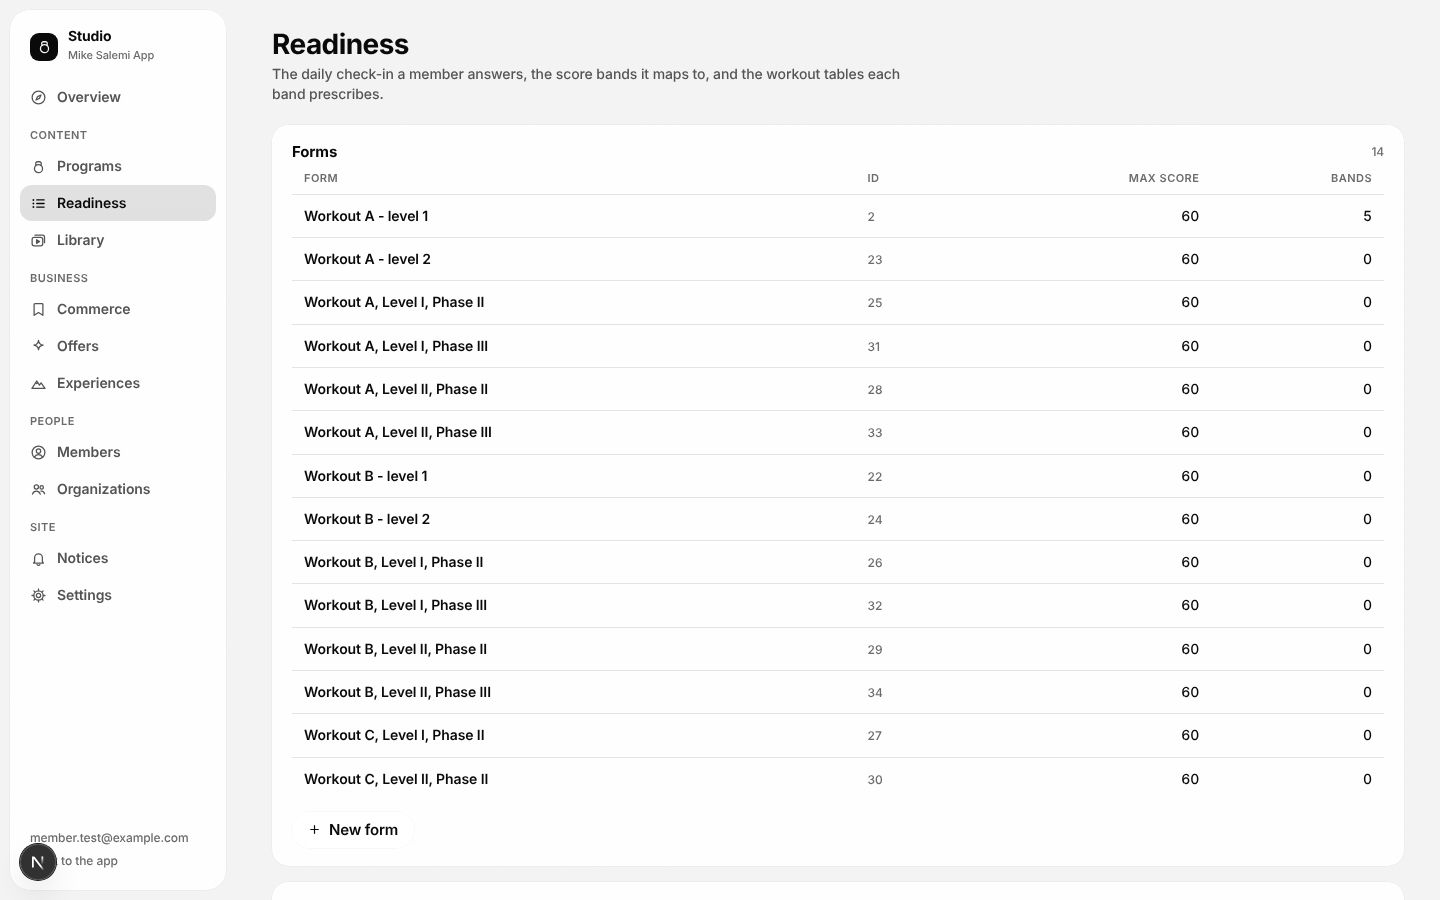 Studio
Mike Salemi App
Overview
CONTENT
Programs
Readiness
Library
BUSINESS
Commerce
Offers
Experiences
PEOPLE
Members
Organizations
SITE
Notices
Settings
member.test@example.com
to the app
N
Readiness
The daily check-in a member answers, the score bands it maps to, and the workout tables each
band prescribes.
Forms 14
FORM ID MAX SCORE BANDS
Workout A - level 1 2 60 5
Workout A - level 2 23 60 0
Workout A, Level I, Phase II 25 60 0
Workout A, Level I, Phase III 31 60 0
Workout A, Level II, Phase II 28 60 0
Workout A, Level II, Phase III 33 60 0
Workout B - level 1 22 60 0
Workout B - level 2 24 60 0
Workout B, Level I, Phase II 26 60 0
Workout B, Level I, Phase III 32 60 0
Workout B, Level II, Phase II 29 60 0
Workout B, Level II, Phase III 34 60 0
Workout C, Level I, Phase II 27 60 0
Workout C, Level II, Phase II 30 60 0
+ New form